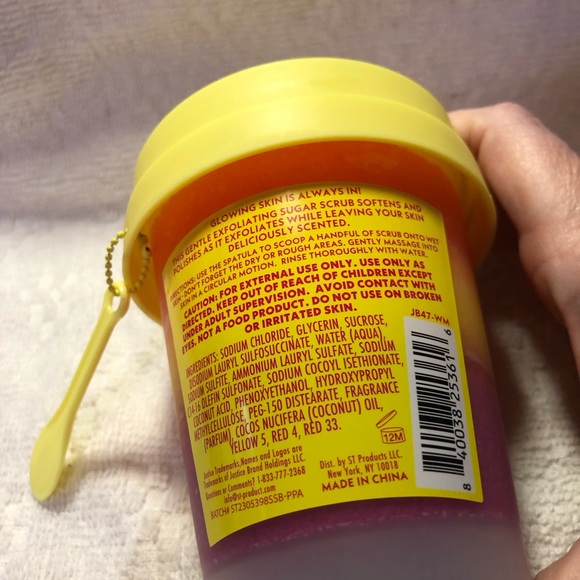 GLOWING SKIN IS ALWAYS IN!
THIS GENTLE EXFOLIATING SUGAR SCRUB SOFTENS AND
POLISHES AS IT EXFOLIATES WHILE LEAVING YOUR SKIN
DELICIOUSLY SCENTED.
DIRECTIONS: USE THE SPATULA TO SCOOP A HANDFUL OF SCRUB ONTO WET
SKIN. DON'T FORGET THE DRY OR ROUGH AREAS. GENTLY MASSAGE INTO
SKIN IN A CIRCULAR MOTION. RINSE THOROUGHLY WITH WATER.
CAUTION: FOR EXTERNAL USE ONLY. USE ONLY AS
DIRECTED. KEEP OUT OF REACH OF CHILDREN EXCEPT
UNDER ADULT SUPERVISION. AVOID CONTACT WITH
EYES. NOT A FOOD PRODUCT. DO NOT USE ON BROKEN
OR IRRITATED SKIN.
JB47-WM
INGREDIENTS: SODIUM CHLORIDE, GLYCERIN, SUCROSE,
DISODIUM LAURYL SULFOSUCCINATE, WATER (AQUA),
SODIUM SULFITE, AMMONIUM LAURYL SULFATE, SODIUM
C14-16 OLEFIN SULFONATE, SODIUM COCOYL ISETHIONATE,
COCONUT ACID, PHENOXYETHANOL, HYDROXYPROPYL
METHYLCELLULOSE, PEG-150 DISTEARATE, FRAGRANCE
(PARFUM), COCOS NUCIFERA (COCONUT) OIL,
YELLOW 5, RED 4, RED 33.
12M
8 40038 25361 6
Justice Trademarks, Names and Logos are
Trademarks of Justice Brand Holdings LLC.
Questions or Comments? 1-833-777-2368
info@st-product.com
BATCH# ST2305398SSB-PPA
Dist. by ST Products LLC.
New York, NY 10018
MADE IN CHINA